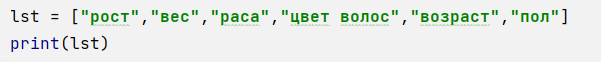 lst = ["рост","вес","раса","цвет волос","возраст","пол"]
print(lst)